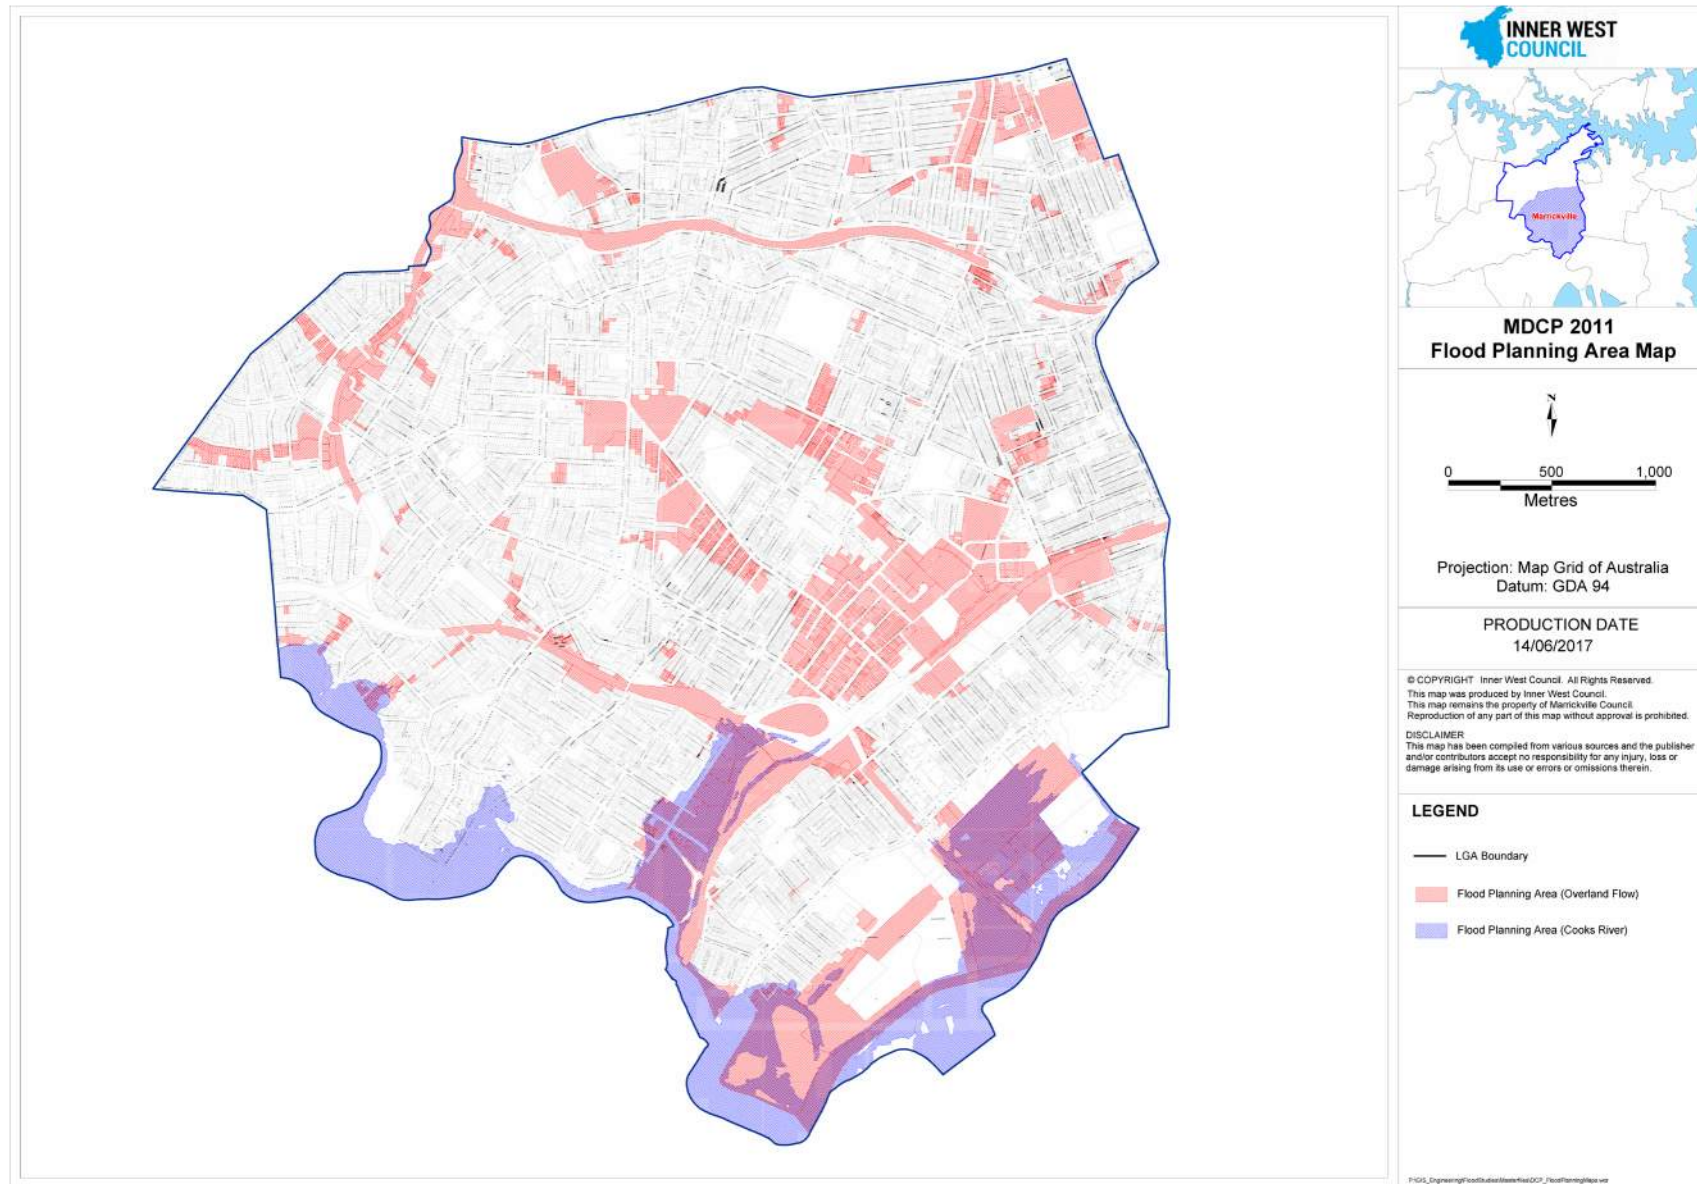 INNER WEST
COUNCIL
Marrickville
MDCP 2011
Flood Planning Area Map
N
0 500 1,000
Metres
Projection: Map Grid of Australia
Datum: GDA 94
PRODUCTION DATE
14/06/2017
© COPYRIGHT Inner West Council. All Rights Reserved.
This map was produced by Inner West Council.
This map remains the property of Marrickville Council.
Reproduction of any part of this map without approval is prohibited.
DISCLAIMER
This map has been compiled from various sources and the publisher
and/or contributors accept no responsibility for any injury, loss or
damage arising from its use or errors or omissions therein.
LEGEND
LGA Boundary
Flood Planning Area (Overland Flow)
Flood Planning Area (Cooks River)